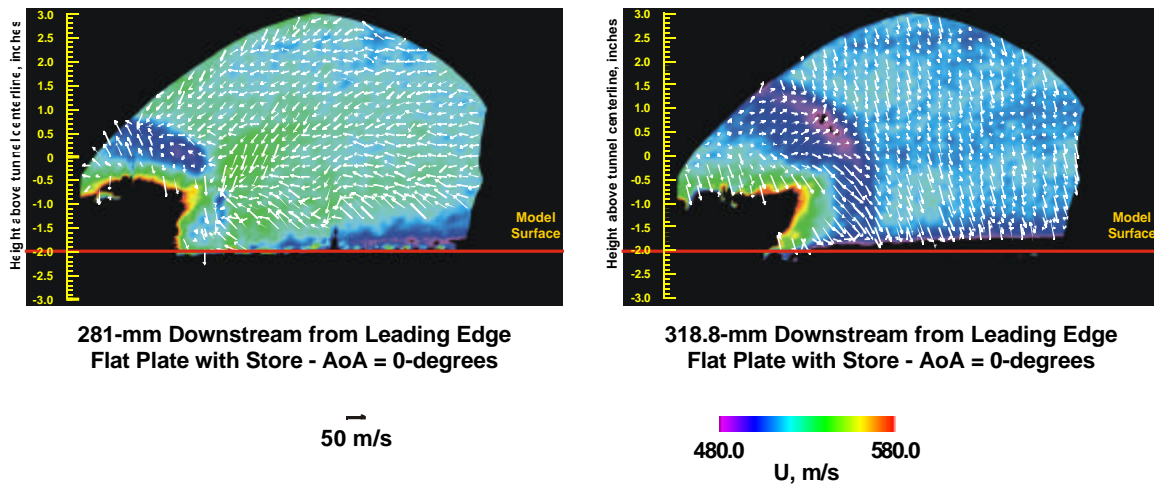 Height above tunnel centerline, inches
3.0
2.5
2.0
1.5
1.0
0.5
0
-0.5
-1.0
-1.5
-2.0
-2.5
-3.0
Model
Surface
281-mm Downstream from Leading Edge
Flat Plate with Store - AoA = 0-degrees
Height above tunnel centerline, inches
3.0
2.5
2.0
1.5
1.0
0.5
0
-0.5
-1.0
-1.5
-2.0
-2.5
-3.0
Model
Surface
318.8-mm Downstream from Leading Edge
Flat Plate with Store - AoA = 0-degrees
50 m/s
480.0 580.0
U, m/s